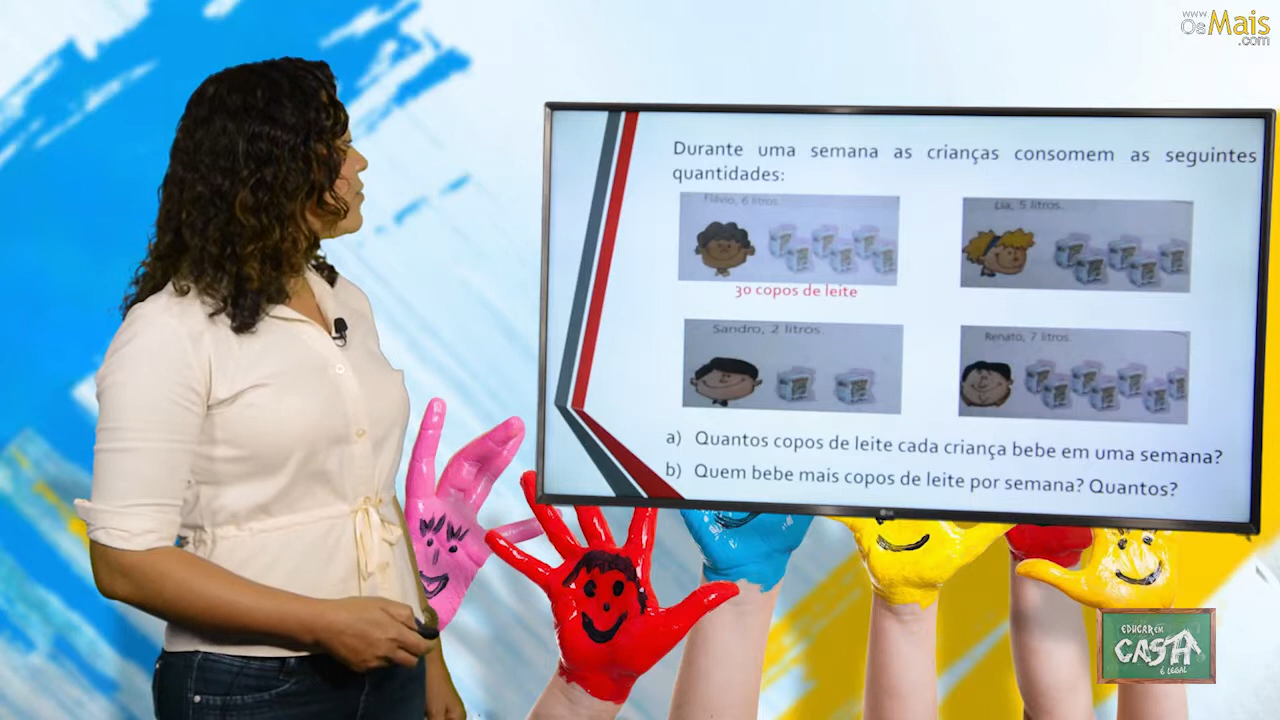 www
OsMais
.com
Durante uma semana as crianças consomem as seguintes
quantidades:
Flávio, 6 litros.
Lia, 5 litros.
30 copos de leite
Sandro, 2 litros.
Renato, 7 litros.
a) Quantos copos de leite cada criança bebe em uma semana?
b) Quem bebe mais copos de leite por semana? Quantos?
LG
EDUCAR EM
CASA
É LEGAL